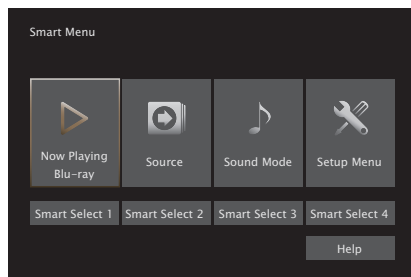 Smart Menu
Now Playing
Blu-ray
Source
Sound Mode
Setup Menu
Smart Select 1
Smart Select 2
Smart Select 3
Smart Select 4
Help